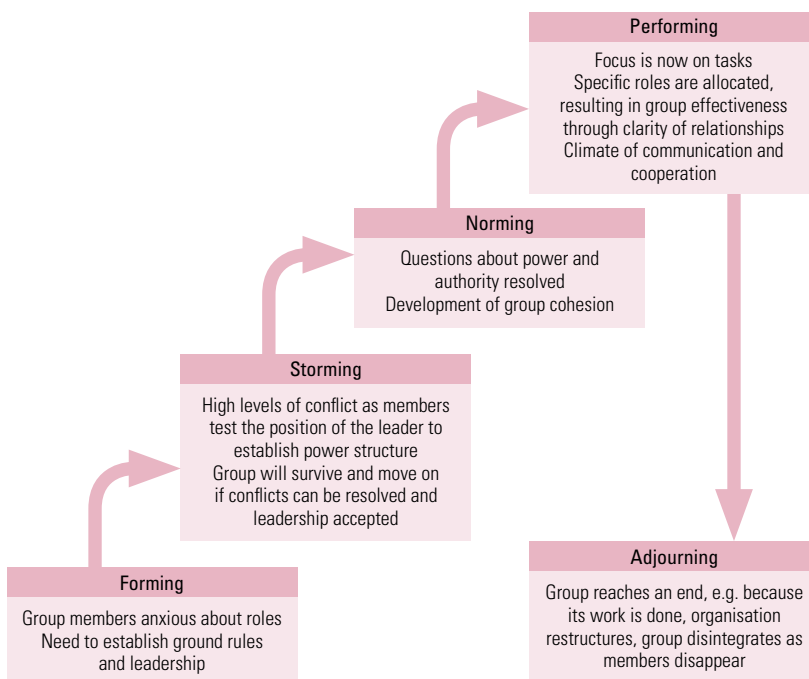 Performing
Focus is now on tasks
Specific roles are allocated,
resulting in group effectiveness
through clarity of relationships
Climate of communication and
cooperation
Norming
Questions about power and
authority resolved
Development of group cohesion
Storming
High levels of conflict as members
test the position of the leader to
establish power structure
Group will survive and move on
if conflicts can be resolved and
leadership accepted
Forming
Group members anxious about roles
Need to establish ground rules
and leadership
Adjourning
Group reaches an end, e.g. because
its work is done, organisation
restructures, group disintegrates as
members disappear